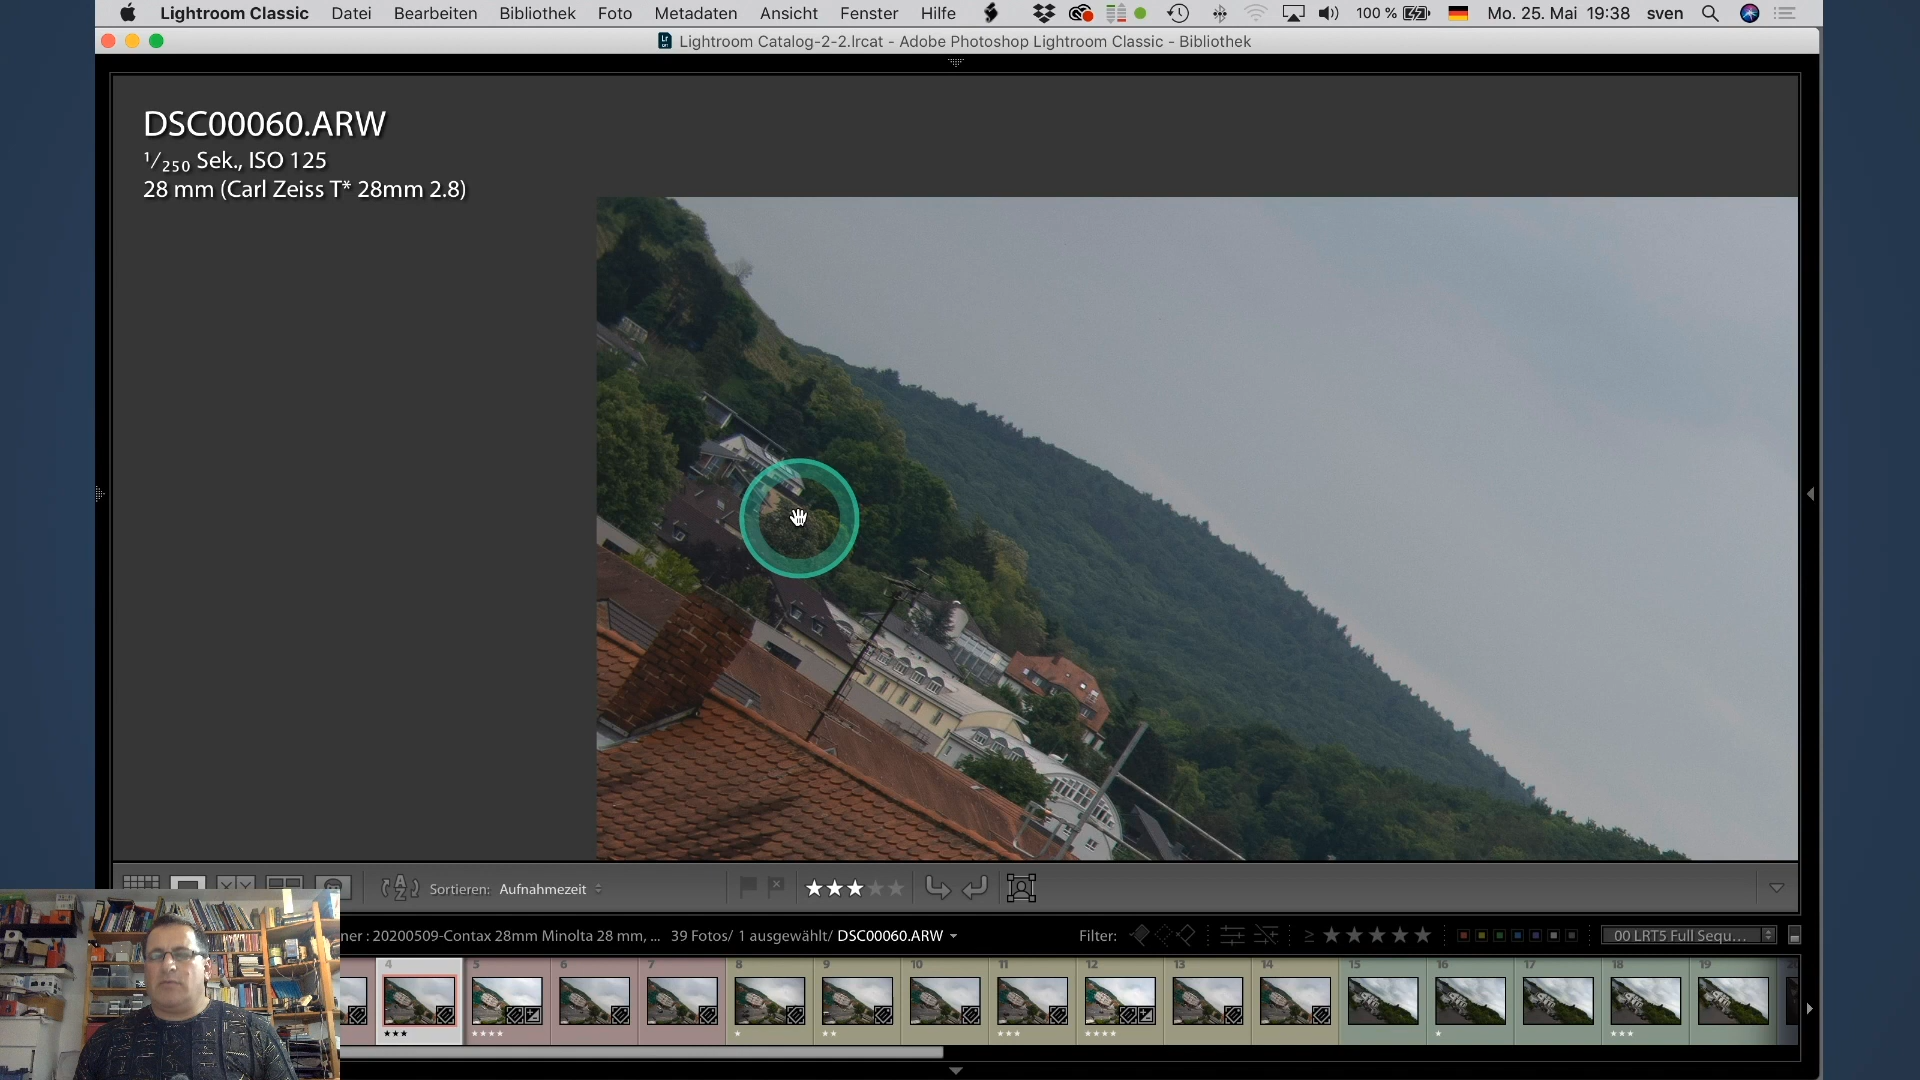 Lightroom Classic Datei Bearbeiten Bibliothek Foto Metadaten Ansicht Fenster Hilfe 100 % Mo. 25. Mai 19:38 sven
Lightroom Catalog-2-2.lrcat - Adobe Photoshop Lightroom Classic - Bibliothek
DSC00060.ARW
1/250 Sek., ISO 125
28 mm (Carl Zeiss T* 28mm 2.8)
Sortieren: Aufnahmezeit
ner : 20200509-Contax 28mm Minolta 28 mm, ... 39 Fotos/ 1 ausgewählt/ DSC00060.ARW Filter: ≥ 00 LRT5 Full Sequ...
4 5 6 7 8 9 10 11 12 13 14 15 16 17 18 19